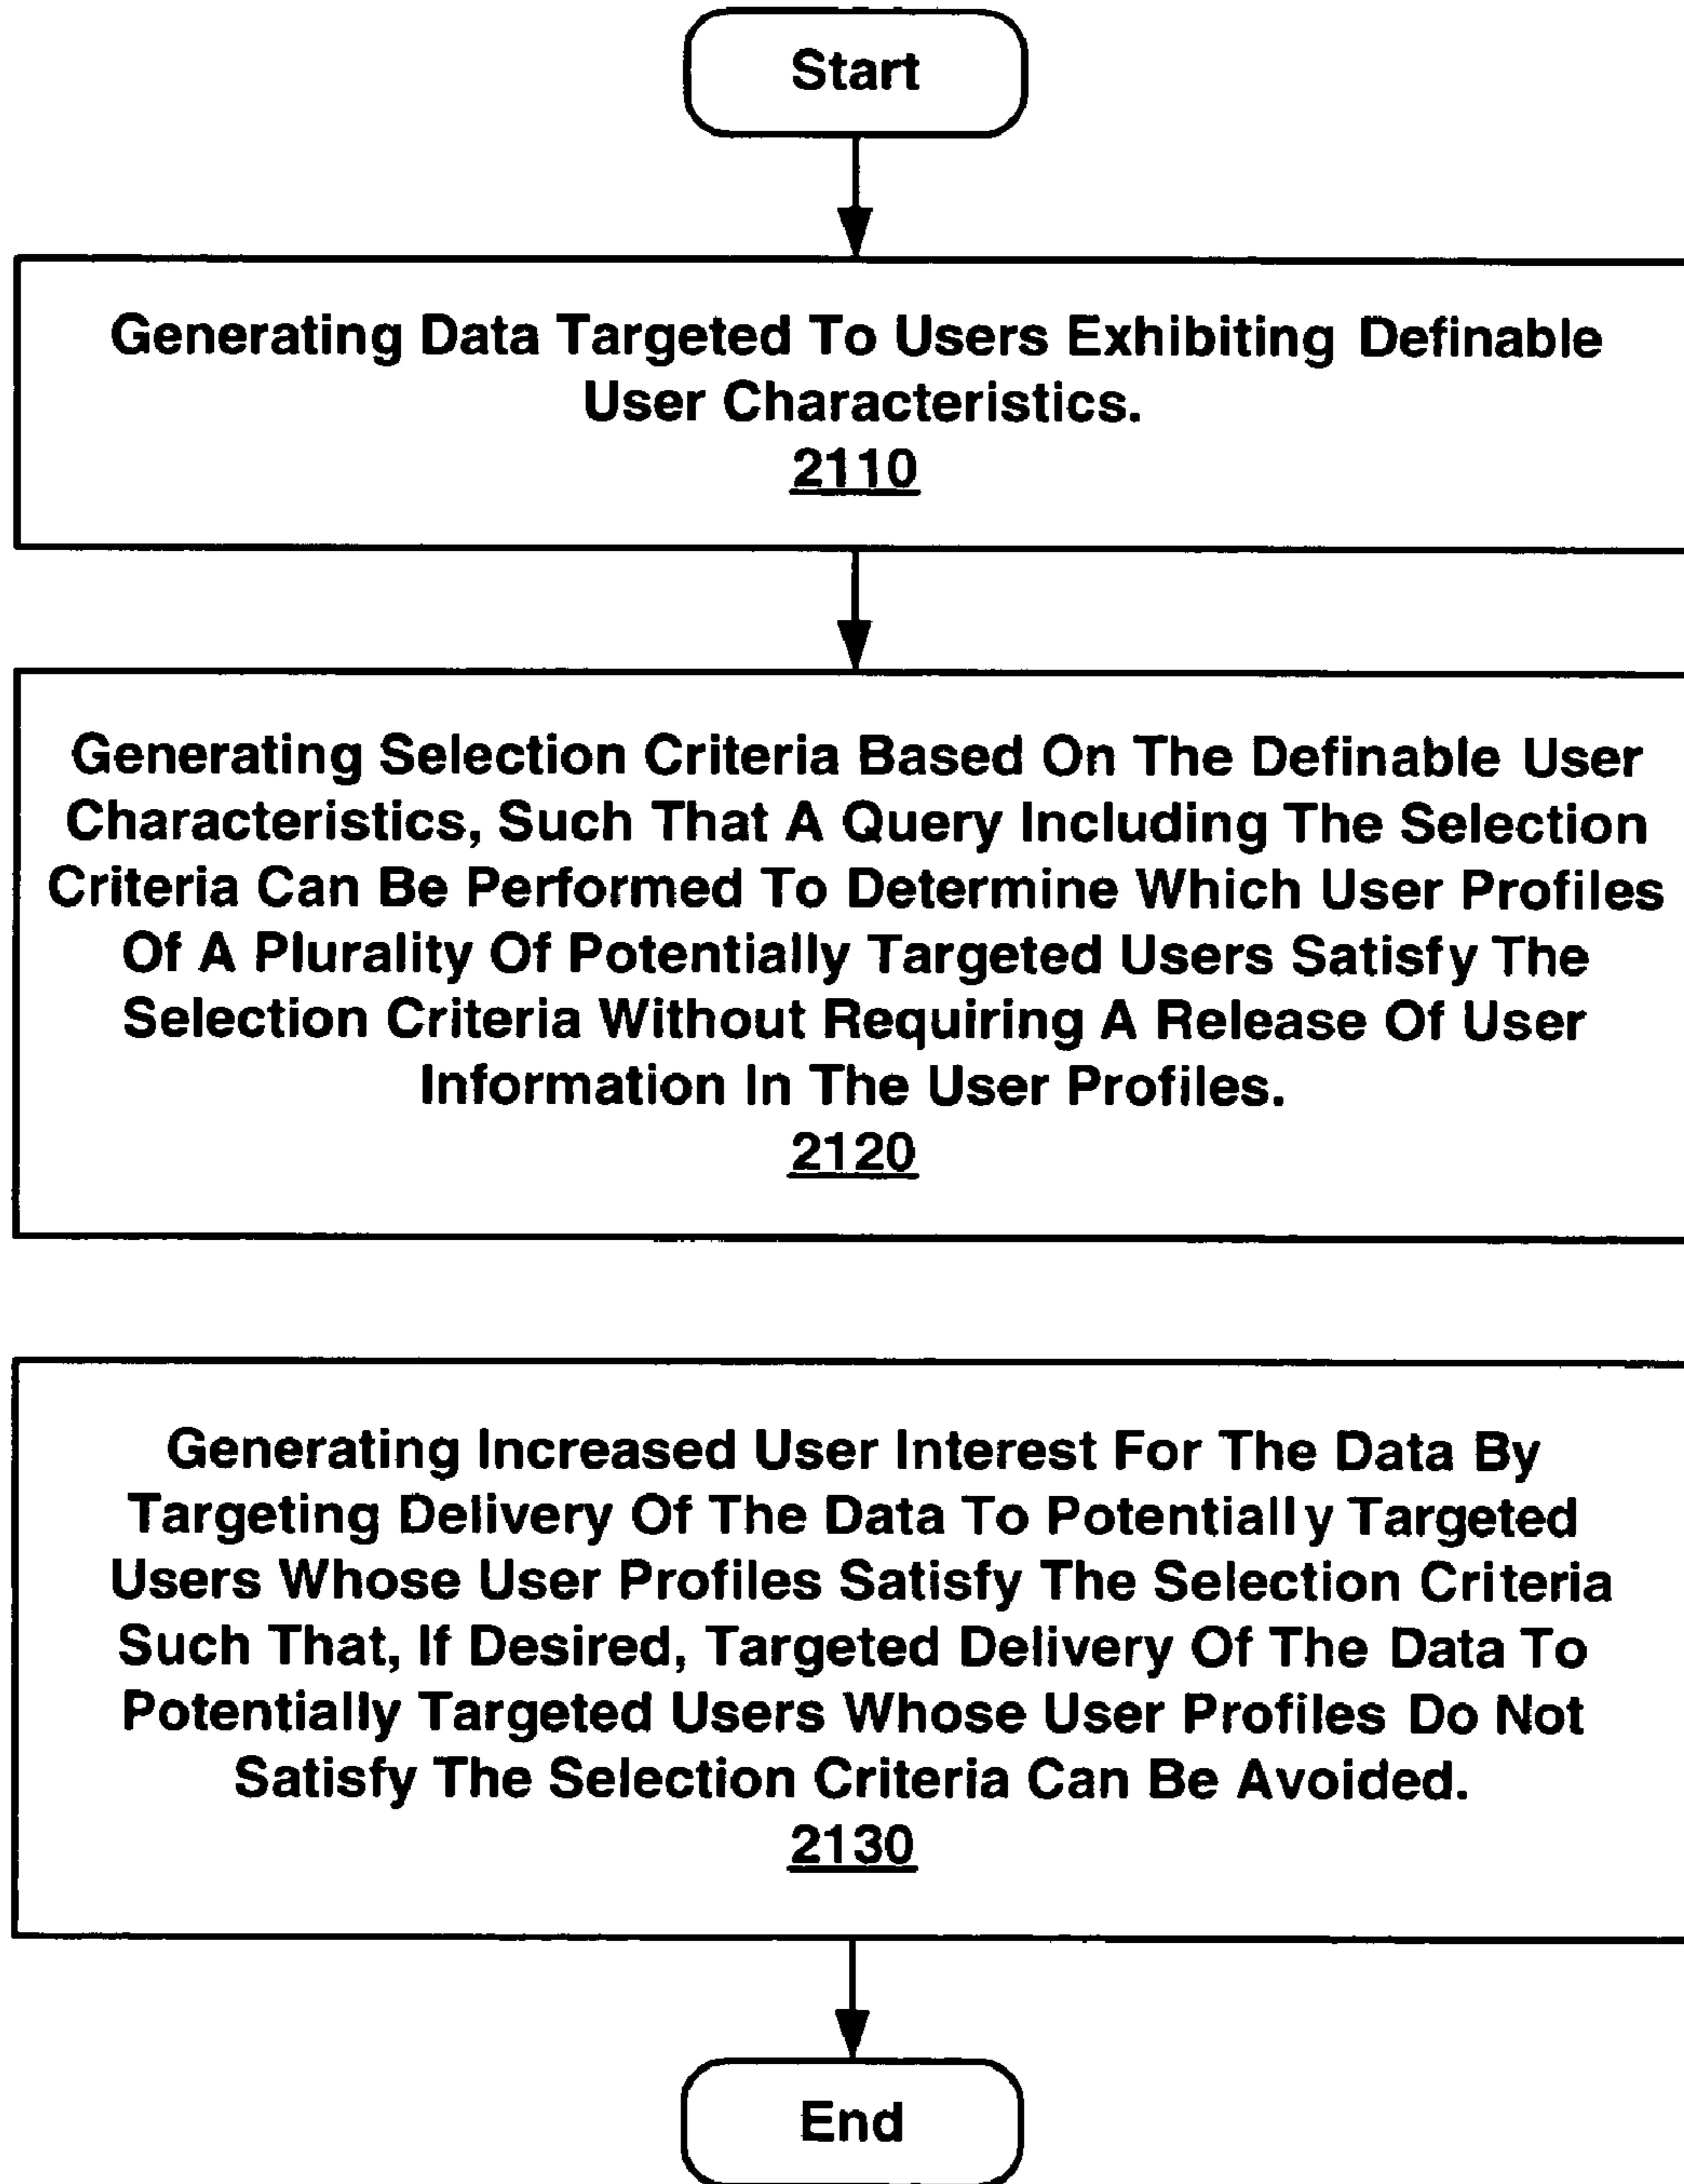 Start
Generating Data Targeted To Users Exhibiting Definable
User Characteristics.
2110
Generating Selection Criteria Based On The Definable User
Characteristics, Such That A Query Including The Selection
Criteria Can Be Performed To Determine Which User Profiles
Of A Plurality Of Potentially Targeted Users Satisfy The
Selection Criteria Without Requiring A Release Of User
Information In The User Profiles.
2120
Generating Increased User Interest For The Data By
Targeting Delivery Of The Data To Potentially Targeted
Users Whose User Profiles Satisfy The Selection Criteria
Such That, If Desired, Targeted Delivery Of The Data To
Potentially Targeted Users Whose User Profiles Do Not
Satisfy The Selection Criteria Can Be Avoided.
2130
End